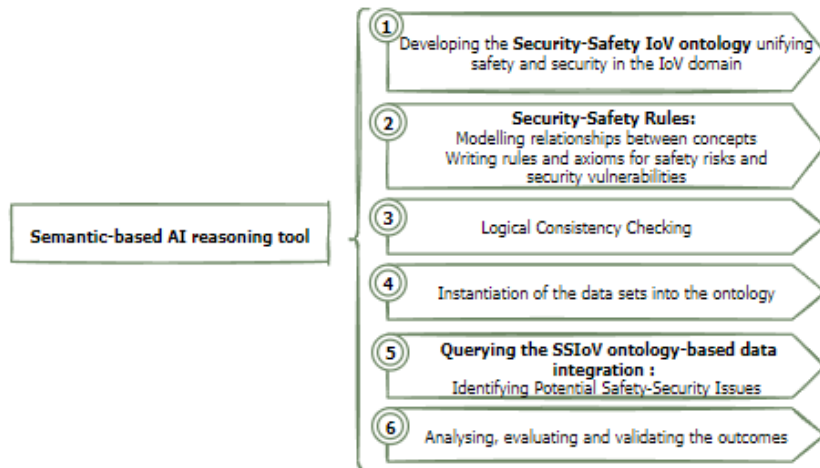 Semantic-based AI reasoning tool
1
Developing the Security-Safety IoV ontology unifying
safety and security in the IoV domain
2
Security-Safety Rules:
Modelling relationships between concepts
Writing rules and axioms for safety risks and
security vulnerabilities
3
Logical Consistency Checking
4
Instantiation of the data sets into the ontology
5
Querying the SSIoV ontology-based data
integration :
Identifying Potential Safety-Security Issues
6
Analysing, evaluating and validating the outcomes